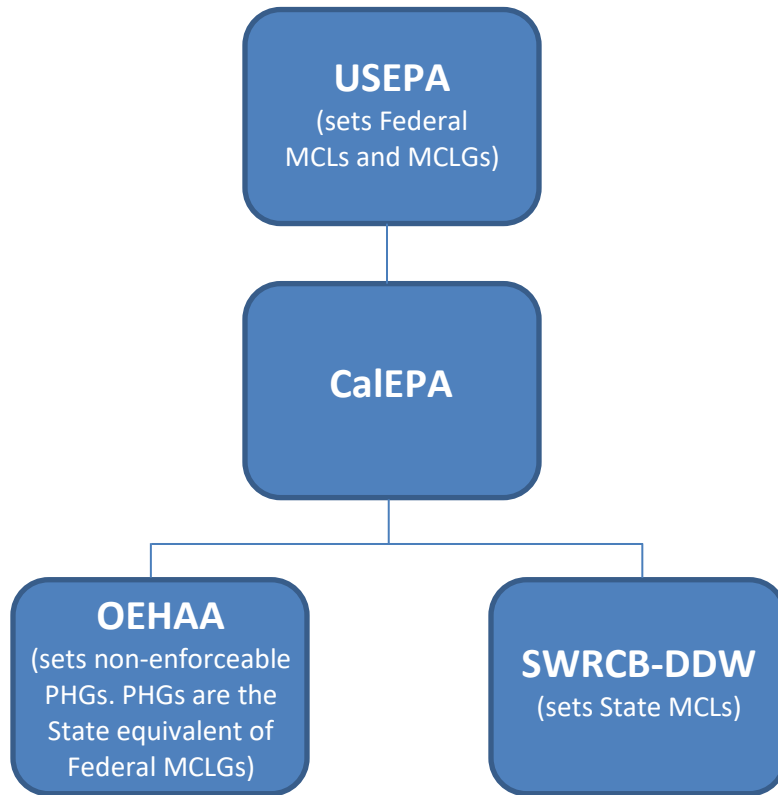 USEPA
(sets Federal
MCLs and MCLGs)
CalEPA
OEHAA
(sets non-enforceable
PHGs. PHGs are the
State equivalent of
Federal MCLGs)
SWRCB-DDW
(sets State MCLs)